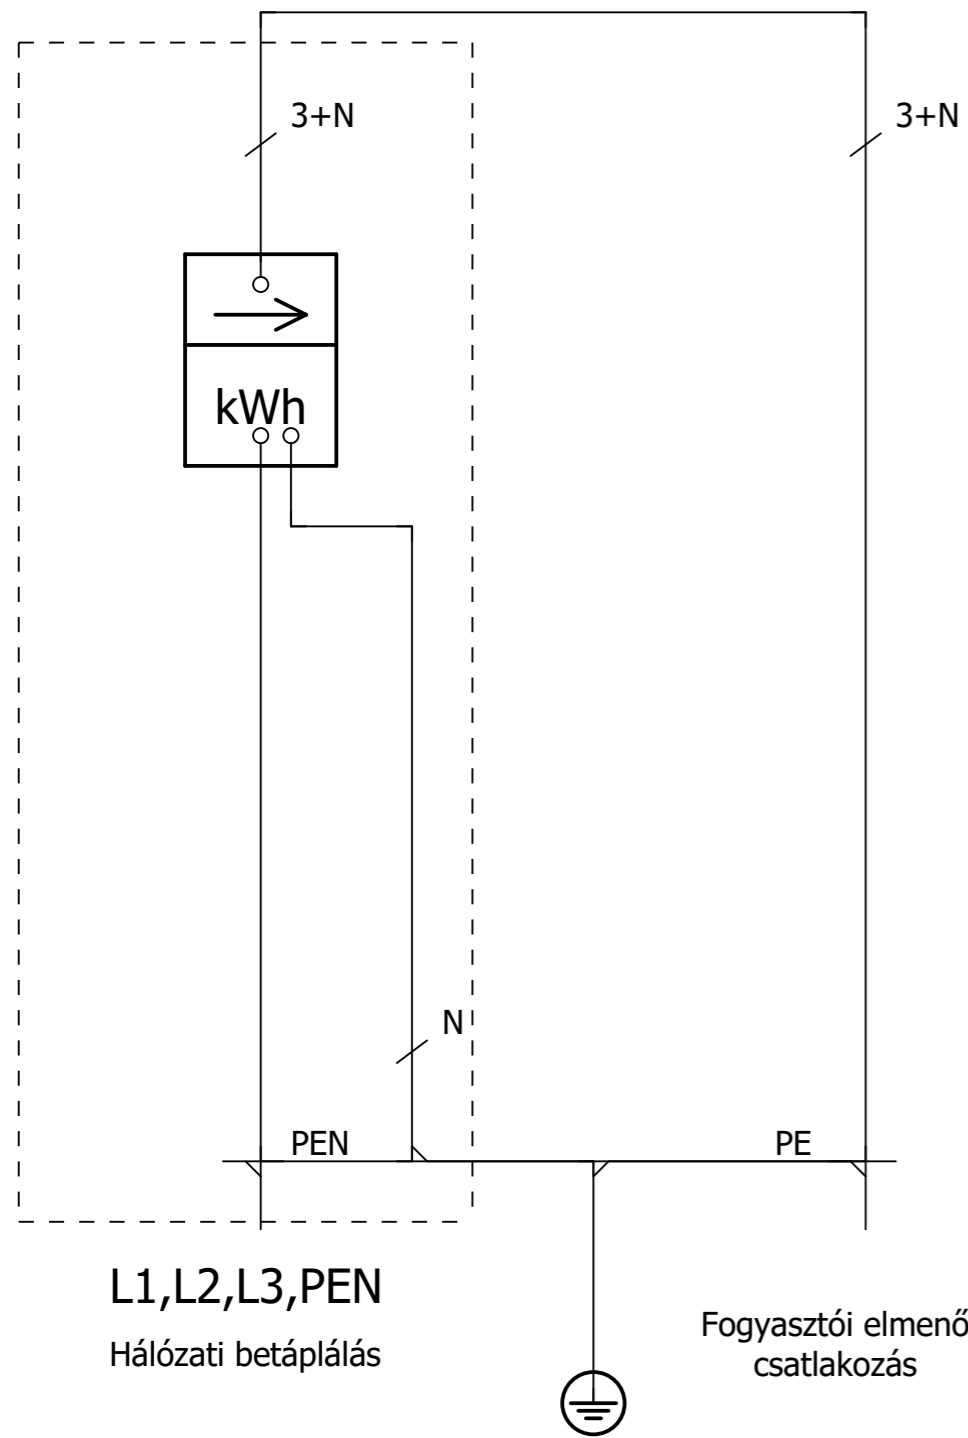 3+N
3+N
kWh
N
PEN
PE
L1,L2,L3,PEN
Hálózati betáplálás
Fogyasztói elmenő
csatlakozás